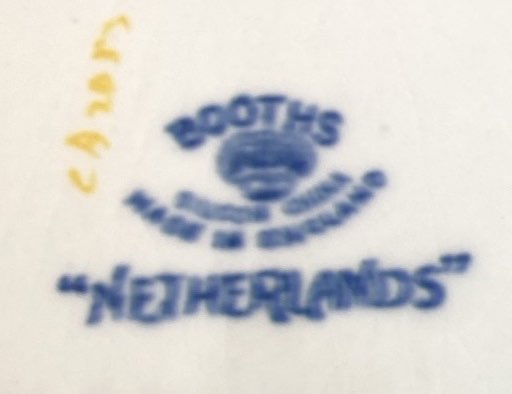 BOOTHS
SILICON CHINA
MADE IN ENGLAND
"NETHERLANDS"